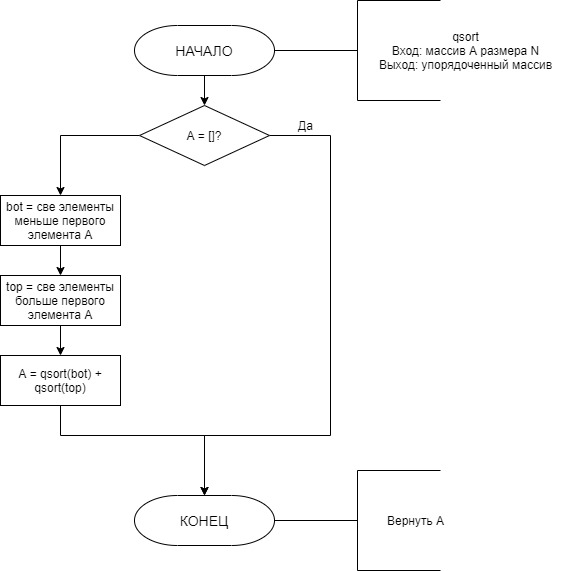 НАЧАЛО
qsort
Вход: массив А размера N
Выход: упорядоченный массив
A = []?
Да
bot = све элементы
меньше первого
элемента А
top = све элементы
больше первого
элемента А
A = qsort(bot) +
qsort(top)
КОНЕЦ
Вернуть А